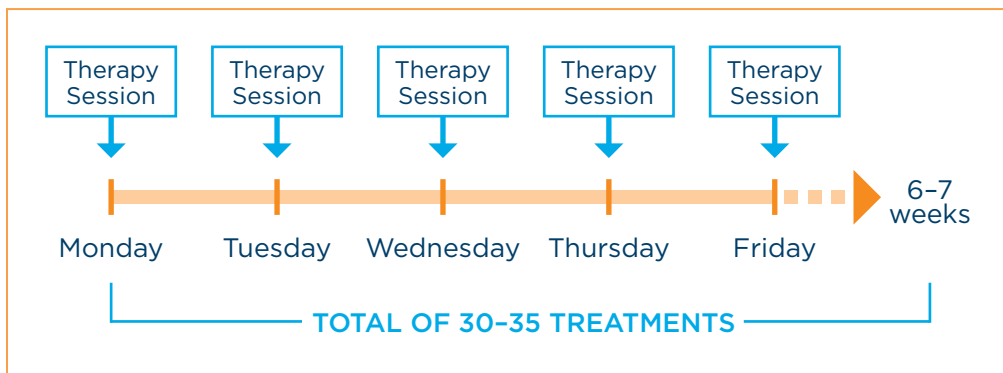 Therapy
Session
Therapy
Session
Therapy
Session
Therapy
Session
Therapy
Session
6–7
weeks
Monday
Tuesday
Wednesday
Thursday
Friday
TOTAL OF 30–35 TREATMENTS